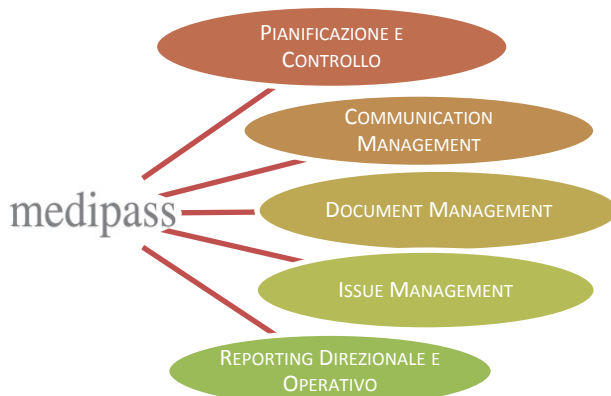 PIANIFICAZIONE E
CONTROLLO
COMMUNICATION
MANAGEMENT
medipass
DOCUMENT MANAGEMENT
ISSUE MANAGEMENT
REPORTING DIREZIONALE E
OPERATIVO